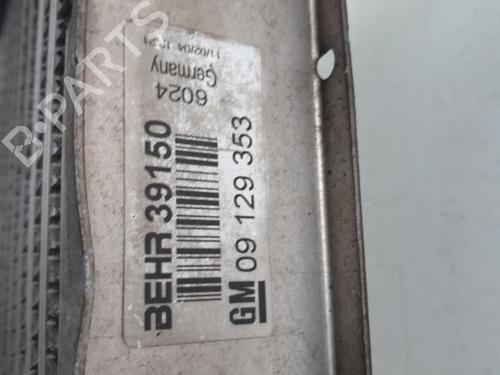 BEHR 39150
GM 09 129 353
6024
Germany
B-PARTS